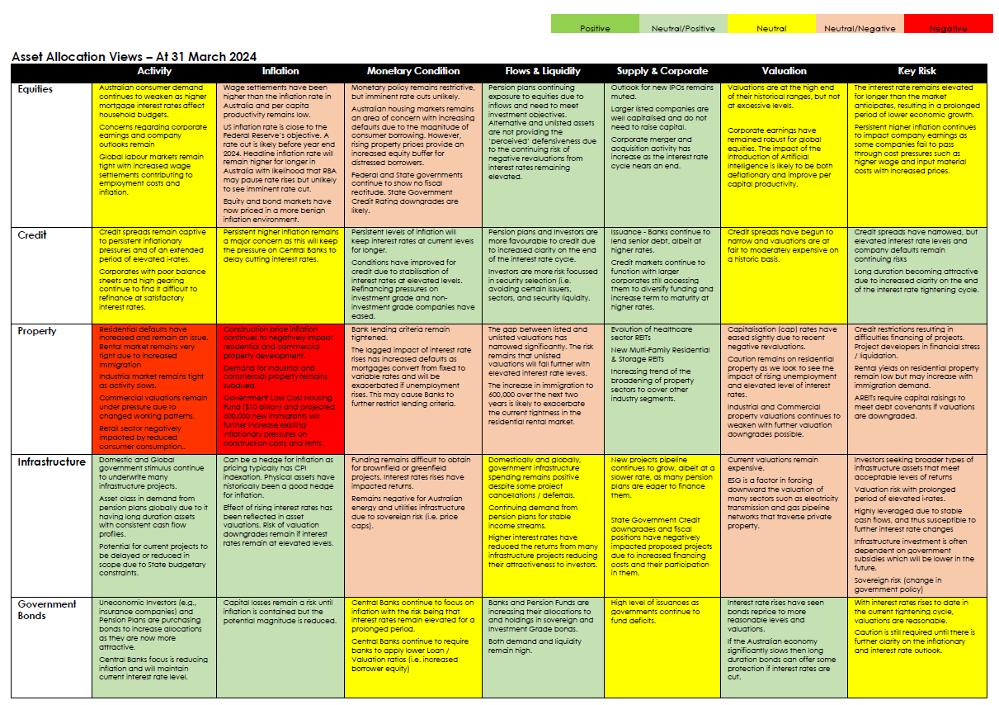 Positive
Neutral/Positive
Neutral
Neutral/Negative
Negative
Asset Allocation Views – At 31 March 2024
Activity
Inflation
Monetary Condition
Flows & Liquidity
Supply & Corporate
Valuation
Key Risk
Equities
Australian consumer demand
continues to weaken as higher
mortgage interest rates affect
household budgets.
Concerns regarding corporate
earnings and company
outlooks remain
Global labour markets remain
tight with increased wage
settlements contributing to
employment costs and
inflation.
Wage settlements have been
higher than the inflation rate in
Australia and per capita
productivity remains low.
US inflation rate is close to the
Federal Reserve's objective. A
rate cut is likely before year end
2024. Headline inflation rate will
remain higher for longer in
Australia with likelihood that RBA
may pause rate rises but unlikely
to see imminent rate cut.
Equity and bond markets have
now priced in a more benign
inflation environment.
Monetary policy remains restrictive,
but imminent rate cuts unlikely.
Australian housing markets remains
an area of concern with increasing
defaults due to the magnitude of
consumer borrowing. However,
rising property prices provide an
increased equity buffer for
distressed borrowers.
Federal and State governments
continue to show no fiscal
rectitude. State Government
Credit Rating downgrades are
likely.
Pension plans continuing
exposure to equities due to
inflows and need to meet
investment objectives.
Alternative and unlisted assets
are not providing the
'perceived' defensiveness due
to the continuing risk of
negative revaluations from
interest rates remaining
elevated.
Outlook for new IPOs remains
muted.
Larger listed companies are
well capitalised and do not
need to raise capital.
Corporate merger and
acquisition activity has
increase as the interest rate
cycle nears an end.
Valuations are at the high end
of their historical ranges, but not
at excessive levels.
Corporate earnings have
remained robust for global
equities. The impact of the
introduction of Artificial
Intelligence is likely to be both
deflationary and improve per
capital productivity.
The interest rate remains elevated
for longer than the market
anticipates, resulting in a prolonged
period of lower economic growth.
Persistent higher inflation continues
to impact company earnings as
some companies fail to pass
through cost pressures such as
higher wage and input material
costs with increased prices.
Credit
Credit spreads remain captive
to persistent inflationary
pressures and of an extended
period of elevated i-rates.
Corporates with poor balance
sheets and high gearing
continue to find it difficult to
refinance at satisfactory
interest rates.
Persistent higher inflation remains
a major concern as this will keep
the pressure on Central Banks to
delay cutting interest rates.
Persistent levels of inflation will
keep interest rates at current levels
for longer.
Conditions have improved for
credit due to stabilisation of
interest rates at elevated levels.
Refinancing pressures on
investment grade and non-
investment grade companies have
eased.
Pension plans and Investors are
more favourable to credit due
to increased clarity on the end
of the interest rate cycle.
Investors are more risk focussed
in security selection (i.e.
avoiding certain issuers,
sectors, and security liquidity.
Issuance - Banks continue to
lend senior debt, albeit at
higher rates.
Credit markets continue to
function with larger
corporates still accessing
them to diversify funding and
increase term to maturity at
higher rates.
Credit spreads have begun to
narrow and valuations are at
fair to moderately expensive on
a historic basis.
Credit spreads have narrowed, but
elevated interest rate levels and
company defaults remain
continuing risks
Long duration becoming attractive
due to increased clarity on the end
of the interest rate tightening cycle.
Property
Residential defaults have
increased and remain an issue.
Rental market remains very
tight due to increased
immigration
Industrial market remains tight
as activity slows.
Commercial valuations remain
under pressure due to
changed working patterns.
Retail sector negatively
impacted by reduced
consumer consumption..
Construction price inflation
continues to negatively impact
residential and commercial
property development.
Demand for industrial and
commercial property remains
subdued.
Government Low Cost Housing
Fund ($10 billion) and projected
600,000 new immigrants will
further increase existing
inflationary pressures on
construction costs and rents.
Bank lending criteria remain
tightened.
The lagged impact of interest rate
rises has increased defaults as
mortgages convert from fixed to
variable rates and will be
exacerbated if unemployment
rises. This may cause Banks to
further restrict lending criteria.
The gap between listed and
unlisted valuations has
narrowed significantly. The risk
remains that unlisted
valuations will fall further with
elevated interest rate levels.
The increase in immigration to
600,000 over the next two
years is likely to exacerbate
the current tightness in the
residential rental market.
Evolution of healthcare
sector REITs
New Multi-Family Residential
& Storage REITs
Increasing trend of the
broadening of property
sectors to cover other
industry segments.
Capitalisation (cap) rates have
eased slightly due to recent
negative revaluations.
Caution remains on residential
property as we look to see the
impact of rising unemployment
and elevated level of interest
rates.
Industrial and Commercial
property valuations continue to
weaken with further valuation
downgrades possible.
Credit restrictions resulting in
difficulties financing of projects.
Project developers in financial stress
/ liquidation.
Rental yields on residential property
remain low but may increase with
immigration demand.
AREITs require capital raisings to
meet debt covenants if valuations
are downgraded.
Infrastructure
Domestic and Global
government stimulus continue
to underwrite many
infrastructure projects.
Asset class in demand from
pension plans globally due to it
having long duration assets
with consistent cash flow
profiles.
Potential for current projects to
be delayed or reduced in
scope due to State budgetary
constraints.
Can be a hedge for inflation as
pricing typically has CPI
indexation. Physical assets have
historically been a good hedge
for inflation.
Effect of rising interest rates has
been reflected in asset
valuations. Risk of valuation
downgrades remain if interest
rates remain at elevated levels.
Funding remains difficult to obtain
for brownfield or greenfield
projects. Interest rates rises have
impacted returns.
Remains negative for Australian
energy and utilities infrastructure
due to sovereign risk (i.e. price
caps).
Domestically and globally,
government infrastructure
spending remains positive
despite some project
cancellations / deferrals.
Continuing demand from
pension plans for stable
income streams.
Higher interest rates have
reduced the returns from many
infrastructure projects reducing
their attractiveness to investors.
New projects pipeline
continues to grow, albeit at a
slower rate, as many pension
plans are eager to finance
them.
State Government Credit
downgrades and fiscal
positions have negatively
impacted proposed projects
due to increased financing
costs and their participation
in them.
Current valuations remain
expensive.
ESG is a factor in forcing
downward the valuation of
many sectors such as electricity
transmission and gas pipeline
networks that traverse private
property.
Investors seeking broader types of
infrastructure assets that meet
acceptable levels of returns
Valuation risk with prolonged
period of elevated i-rates.
Highly leveraged due to stable
cash flows, and thus susceptible to
further interest rate changes
Infrastructure investment is often
dependent on government
subsidies which will be lower in the
future.
Sovereign risk (change in
government policy)
Government
Bonds
Uneconomic Investors (e.g.,
insurance companies) and
Pension Plans are purchasing
bonds to increase allocations
as they are now more
attractive.
Central Banks focus is reducing
inflation and will maintain
current interest rate level.
Capital losses remain a risk until
inflation is contained but the
potential magnitude is reduced.
Central Banks continue to focus on
inflation with the risk being that
interest rates remain elevated for a
prolonged period.
Central Banks continue to require
banks to apply lower Loan /
Valuation ratios (i.e. increased
borrower equity)
Banks and Pension Funds are
increasing their allocations to
and holdings in sovereign and
Investment Grade bonds.
Both demand and liquidity
remain high.
High level of issuances as
governments continue to
fund deficits.
Interest rate rises have seen
bonds reprice to more
reasonable levels and
valuations.
If the Australian economy
significantly slows then long
duration bonds can offer some
protection if interest rates are
cut.
With interest rates rises to date in
the current tightening cycle,
valuations are reasonable.
Caution is still required until there is
further clarity on the inflationary
and interest rate outlook.